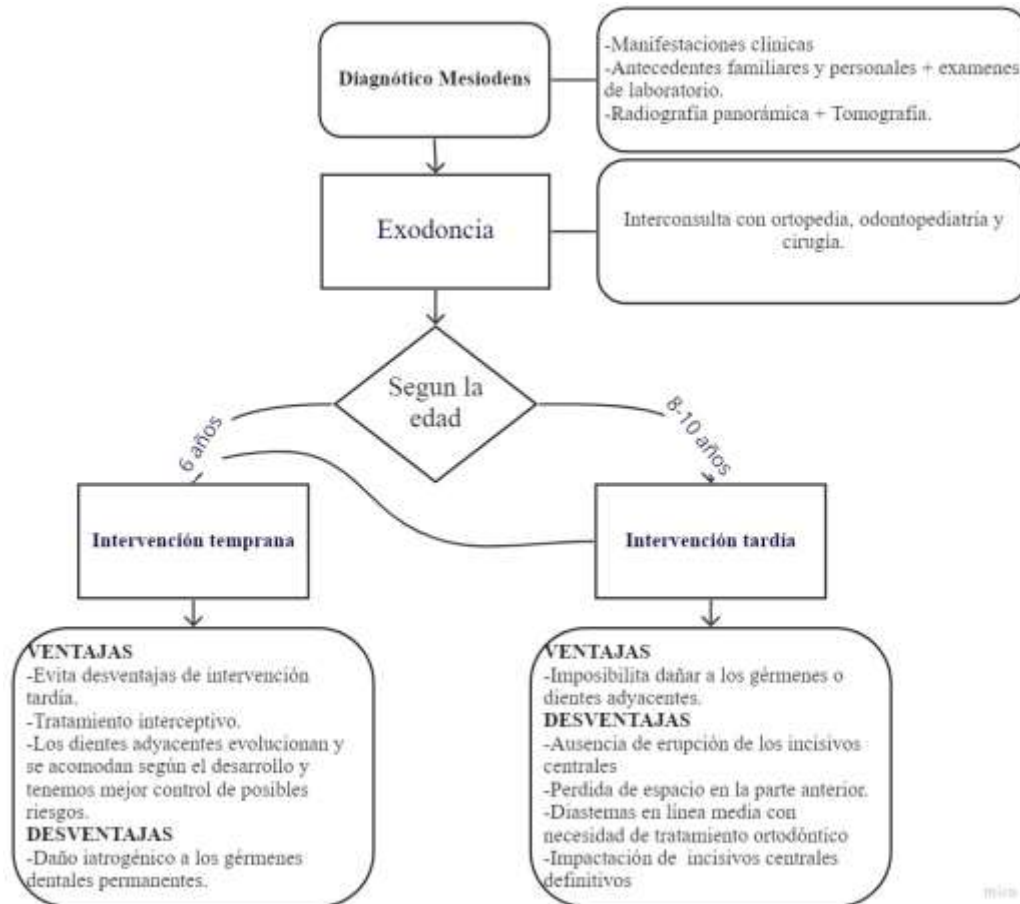 Diagnótico Mesiodens
-Manifestaciones clínicas
-Antecedentes familiares y personales + examenes
de laboratorio.
-Radiografía panorámica + Tomografía.
Exodoncia
Interconsulta con ortopedia, odontopediatría y
cirugía.
Segun la
edad
6 años
8-10 años
Intervención temprana
Intervención tardía
VENTAJAS
-Evita desventajas de intervención
tardía.
-Tratamiento interceptivo.
-Los dientes adyacentes evolucionan y
se acomodan según el desarrollo y
tenemos mejor control de posibles
riesgos.
DESVENTAJAS
-Daño iatrogénico a los gérmenes
dentales permanentes.
VENTAJAS
-Imposibilita dañar a los gérmenes o
dientes adyacentes.
DESVENTAJAS
-Ausencia de erupción de los incisivos
centrales
-Perdida de espacio en la parte anterior.
-Diastemas en línea media con
necesidad de tratamiento ortodóntico
-Impactación de incisivos centrales
definitivos
miro